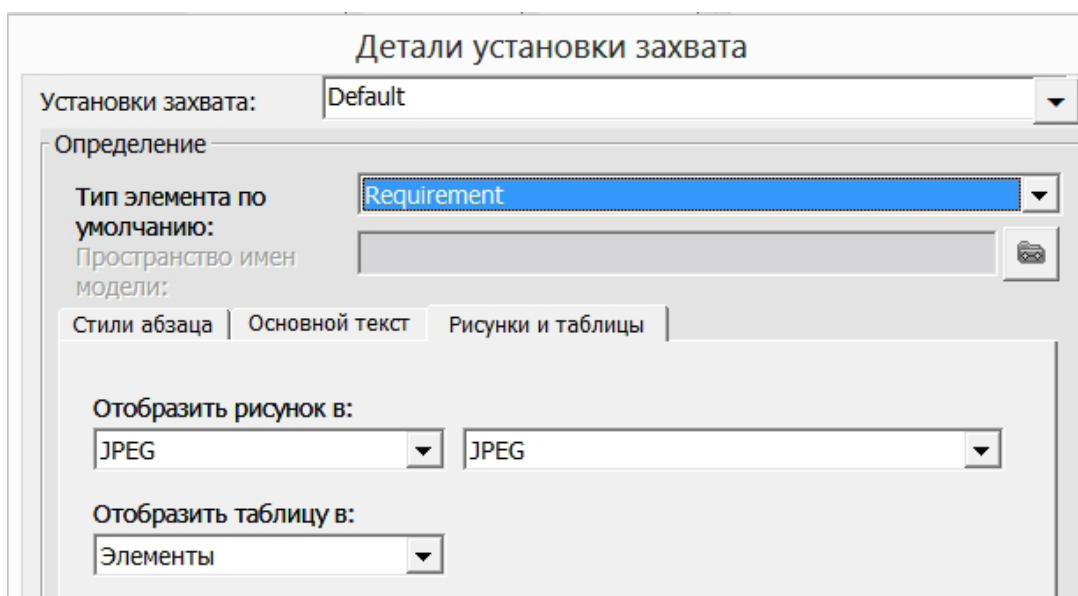 Детали установки захвата
Установки захвата: Default
Определение
Тип элемента по Requirement
умолчанию:
Пространство имен
модели:
Стили абзаца Основной текст Рисунки и таблицы
Отобразить рисунок в:
JPEG JPEG
Отобразить таблицу в:
Элементы